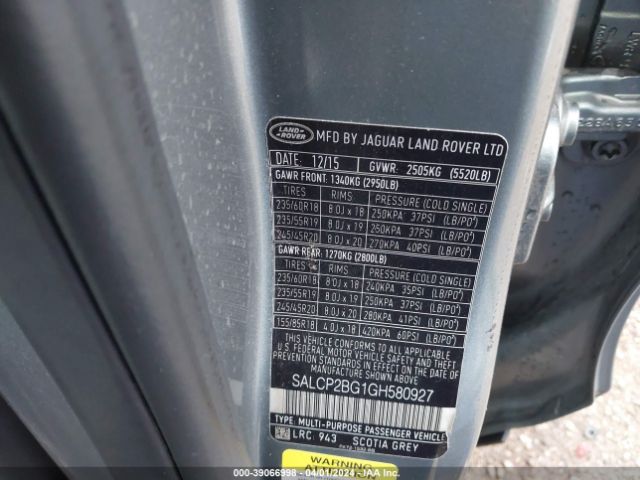 LAND ROVER
MFD BY JAGUAR LAND ROVER LTD
DATE: 12/15 GVWR: 2505KG (5520LB)
GAWR FRONT: 1340KG (2950LB)
TIRES RIMS PRESSURE (COLD SINGLE)
235/60R18 8.0J x 18 250KPA 37PSI (LB/PO²)
235/55R19 8.0J x 19 250KPA 37PSI (LB/PO²)
245/45R20 8.0J x 20 270KPA 40PSI (LB/PO²)
GAWR REAR: 1270KG (2800LB)
TIRES RIMS PRESSURE (COLD SINGLE)
235/60R18 8.0J x 18 240KPA 35PSI (LB/PO²)
235/55R19 8.0J x 19 250KPA 37PSI (LB/PO²)
245/45R20 8.0J x 20 280KPA 41PSI (LB/PO²)
155/85R18 4.0J x 18 420KPA 60PSI (LB/PO²)
THIS VEHICLE CONFORMS TO ALL APPLICABLE
U.S. FEDERAL MOTOR VEHICLE SAFETY AND THEFT
PREVENTION STANDARDS IN EFFECT ON THE
DATE OF MANUFACTURE SHOWN ABOVE.
SALCP2BG1GH580927
TYPE: MULTI-PURPOSE PASSENGER VEHICLE
LRC: 943 SCOTIA GREY
WARNING
© IAA - 39066998 - 04/01/2024 - 04:01 AM CDT